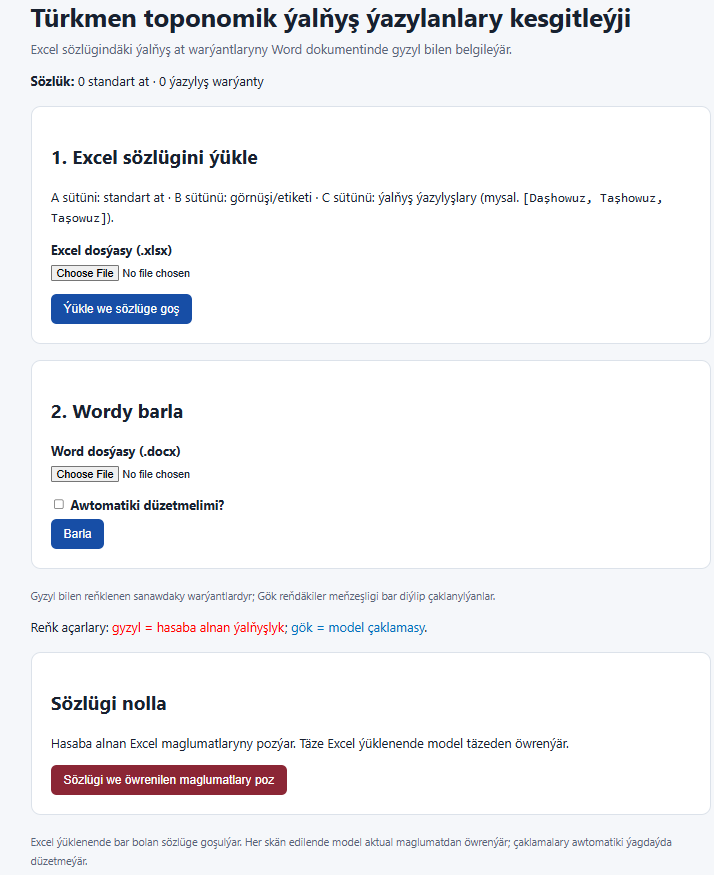 Türkmen toponomik ýalňyş ýazylanlary kesgitleýji
Excel sözlügindäki ýalňyş at warýantlaryny Word dokumentinde gyzyl bilen belgileýär.
Sözlük: 0 standart at · 0 ýazylyş warýanty
1. Excel sözlügini ýükle
A sütüni: standart at · B sütünü: görnüşi/etiketi · C sütünü: ýalňyş ýazylyşlary (mysal. [Daşhowuz, Taşhowuz,
Taşowuz]).
Excel dosýasy (.xlsx)
Choose File No file chosen
Ýükle we sözlüge goş
2. Wordy barla
Word dosýasy (.docx)
Choose File No file chosen
Awtomatiki düzetmelimi?
Barla
Gyzyl bilen reňklenen sanawdaky warýantlardyr; Gök reňdäkiler meňzeşligi bar diýlip çaklanylýanlar.
Reňk açarlary: gyzyl = hasaba alnan ýalňyşlyk; gök = model çaklamasy.
Sözlügi nolla
Hasaba alnan Excel maglumatlaryny pozýar. Täze Excel ýüklenende model täzeden öwrenýär.
Sözlügi we öwrenilen maglumatlary poz
Excel ýüklenende bar bolan sözlüge goşulýar. Her skän edilende model aktual maglumatdan öwrenýär; çaklamalary awtomatiki ýagdaýda
düzetmeýär.